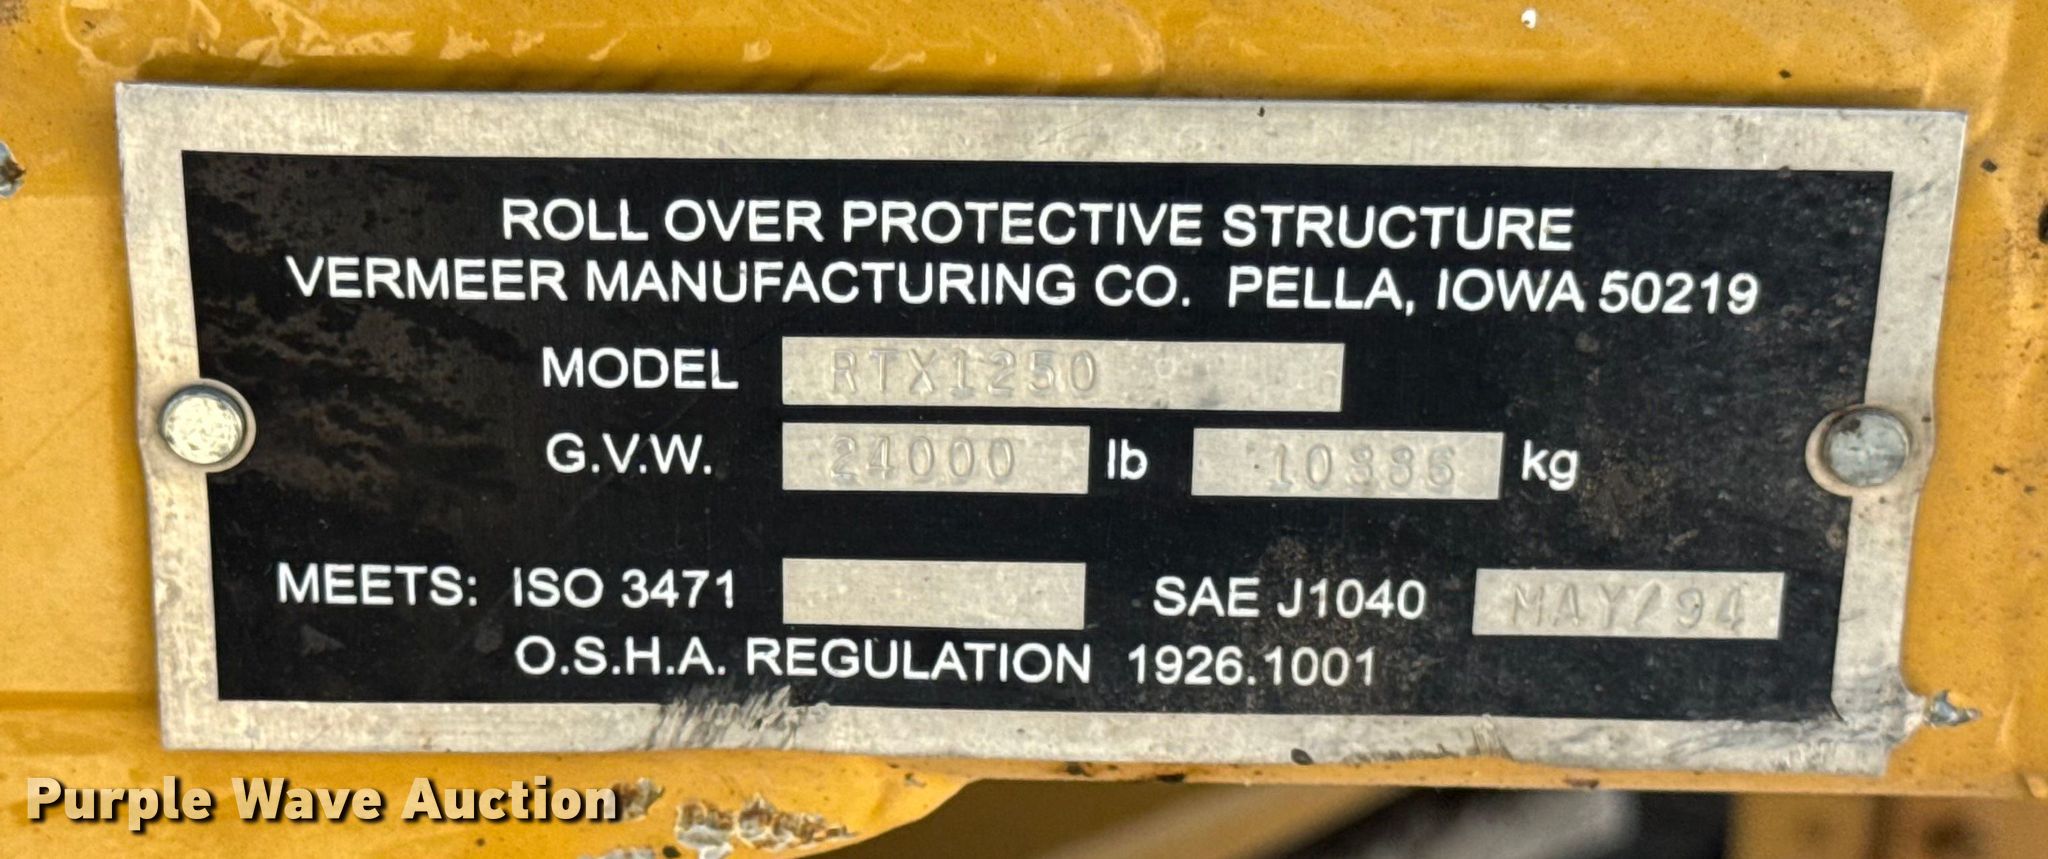 ROLL OVER PROTECTIVE STRUCTURE
VERMEER MANUFACTURING CO. PELLA, IOWA 50219
MODEL RTX1250
G.V.W. 24000 lb 10886 kg
MEETS: ISO 3471 SAE J1040 MAY/94
O.S.H.A. REGULATION 1926.1001
Purple Wave Auction